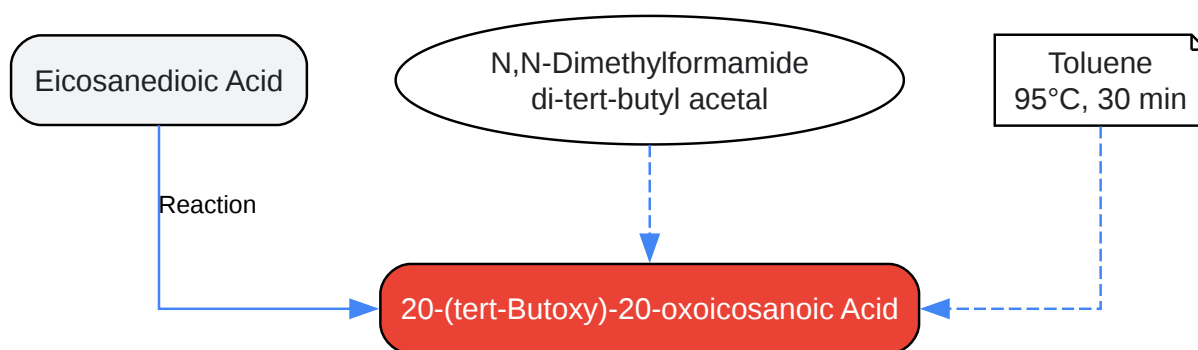 Eicosanedioic Acid
N,N-Dimethylformamide
di-tert-butyl acetal
Toluene
95°C, 30 min
Reaction
20-(tert-Butoxy)-20-oxoicosanoic Acid